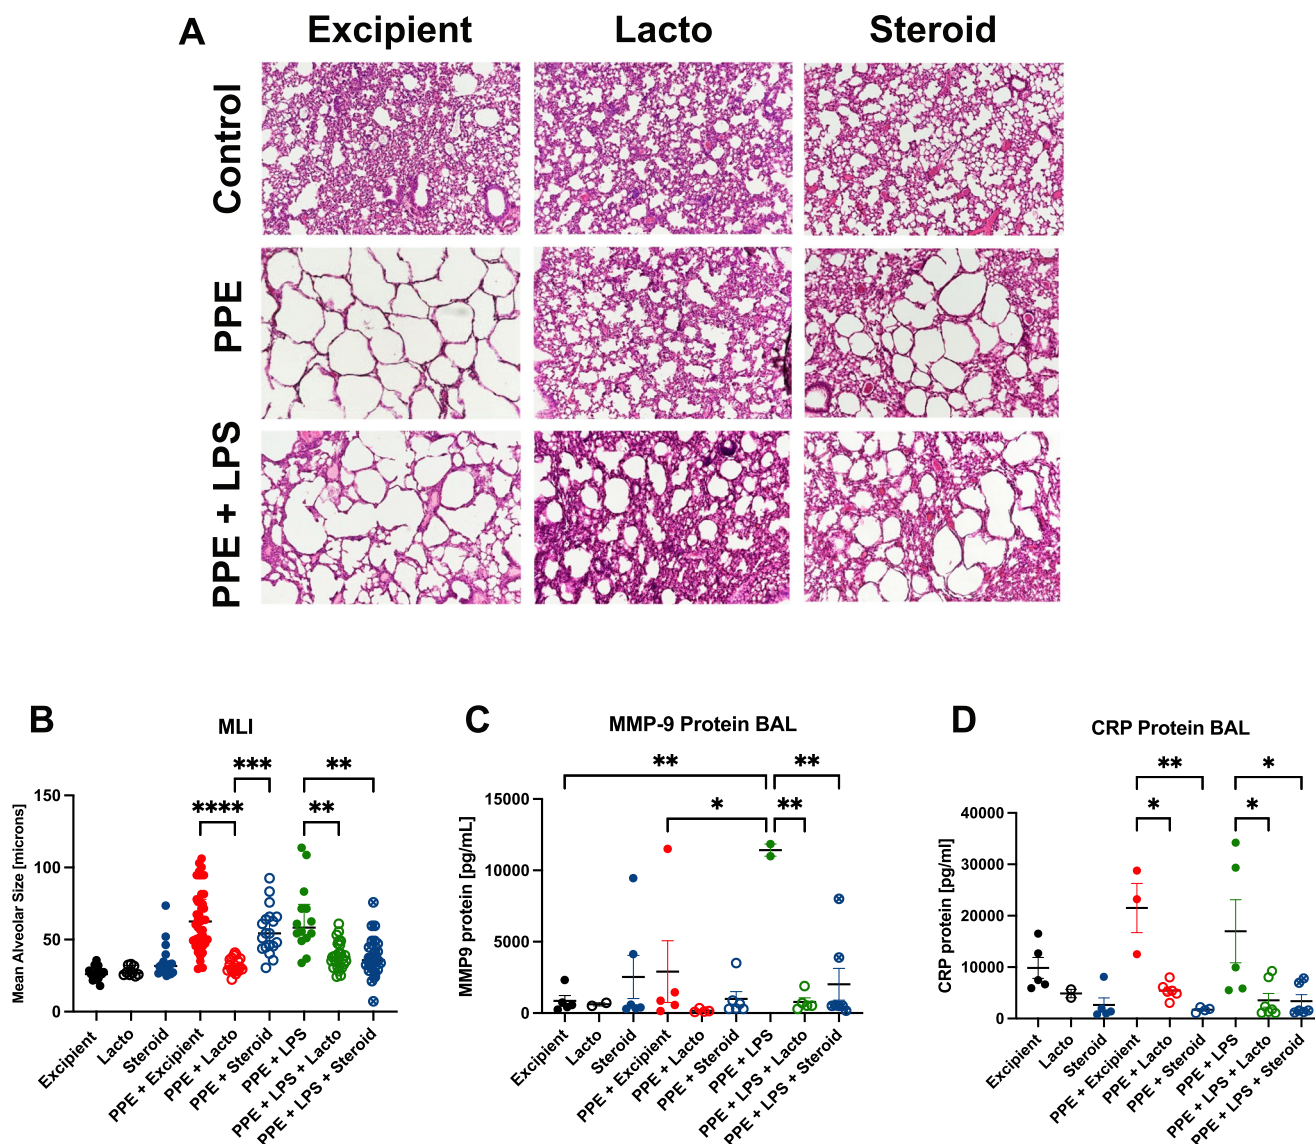 A
Excipient
Lacto
Steroid
Control
PPE
PPE + LPS
B
MLI
Mean Alveolar Size [microns]
150
100
50
0
****
***
**
**
Excipient
Lacto
Steroid
PPE + Excipient
PPE + Lacto
PPE + Steroid
PPE + LPS
PPE + LPS + Lacto
PPE + LPS + Steroid
C
MMP-9 Protein BAL
MMP9 protein [pg/mL]
15000
10000
5000
0
**
**
*
**
Excipient
Lacto
Steroid
PPE + Excipient
PPE + Lacto
PPE + Steroid
PPE + LPS
PPE + LPS + Lacto
PPE + LPS + Steroid
D
CRP Protein BAL
CRP protein [pg/ml]
40000
30000
20000
10000
0
**
*
*
*
Excipient
Lacto
Steroid
PPE + Excipient
PPE + Lacto
PPE + Steroid
PPE + LPS
PPE + LPS + Lacto
PPE + LPS + Steroid